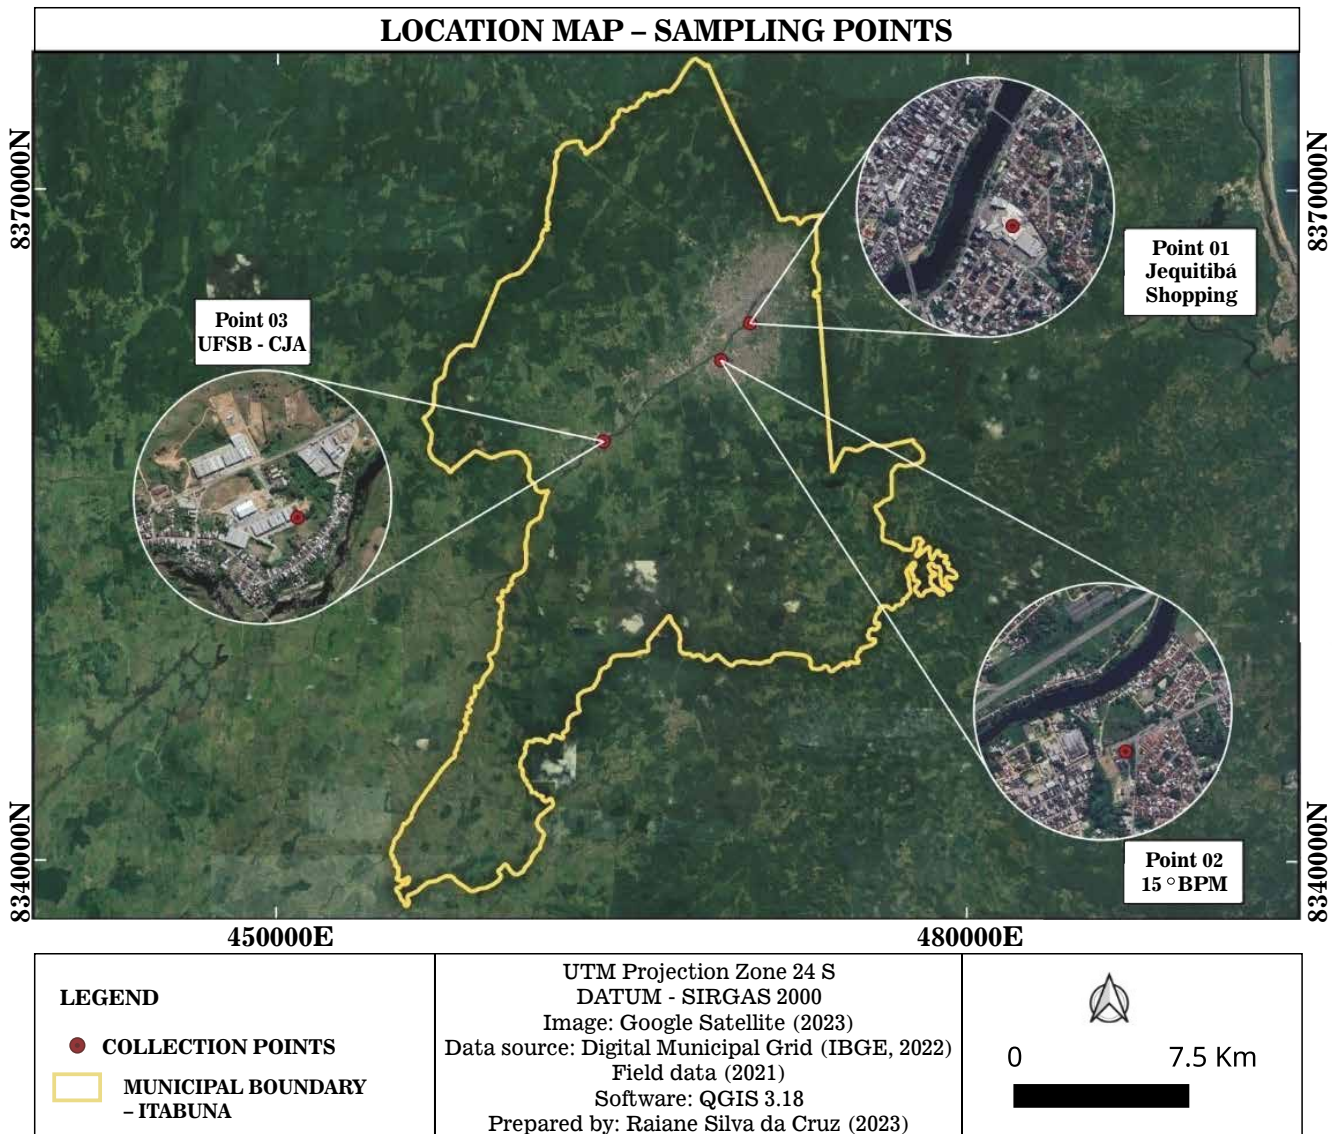 LOCATION MAP – SAMPLING POINTS
8370000N
8370000N
Point 01
Jequitibá
Shopping
Point 03
UFSB - CJA
Point 02
15 ° BPM
8340000N
8340000N
450000E
480000E
LEGEND
COLLECTION POINTS
MUNICIPAL BOUNDARY
– ITABUNA
UTM Projection Zone 24 S
DATUM - SIRGAS 2000
Image: Google Satellite (2023)
Data source: Digital Municipal Grid (IBGE, 2022)
Field data (2021)
Software: QGIS 3.18
Prepared by: Raiane Silva da Cruz (2023)
0
7.5 Km